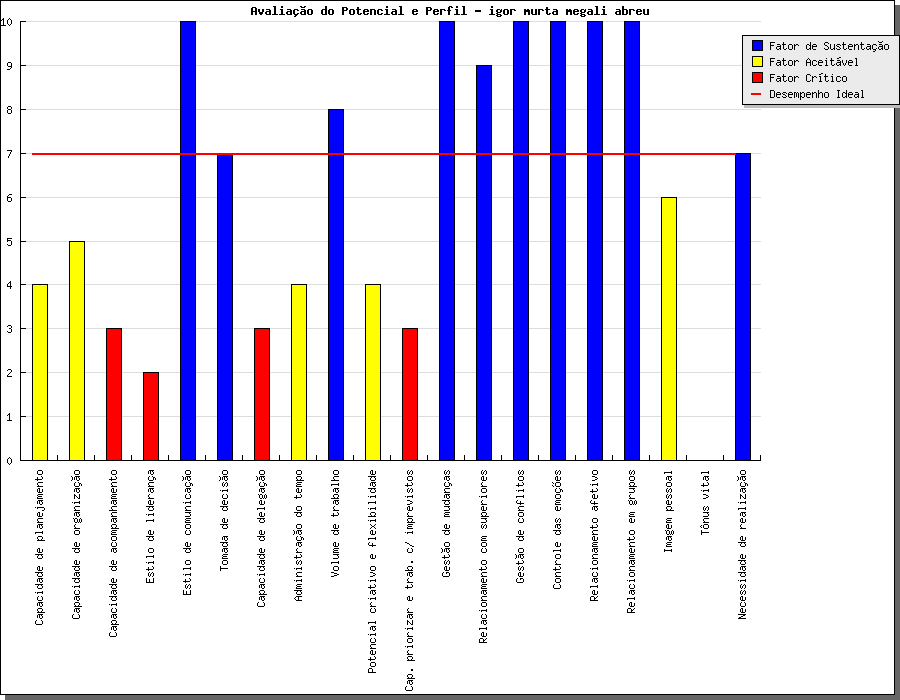 Avaliação do Potencial e Perfil - igor murta megali abreu
Fator de Sustentação
Fator Aceitável
Fator Crítico
Desempenho Ideal
10
9
8
7
6
5
4
3
2
1
0
Capacidade de planejamento
Capacidade de organização
Capacidade de acompanhamento
Estilo de liderança
Estilo de comunicação
Tomada de decisão
Capacidade de delegação
Administração do tempo
Volume de trabalho
Potencial criativo e flexibilidade
Cap. priorizar e trab. c/ imprevistos
Gestão de mudanças
Relacionamento com superiores
Gestão de conflitos
Controle das emoções
Relacionamento afetivo
Relacionamento em grupos
Imagem pessoal
Tônus vital
Necessidade de realização